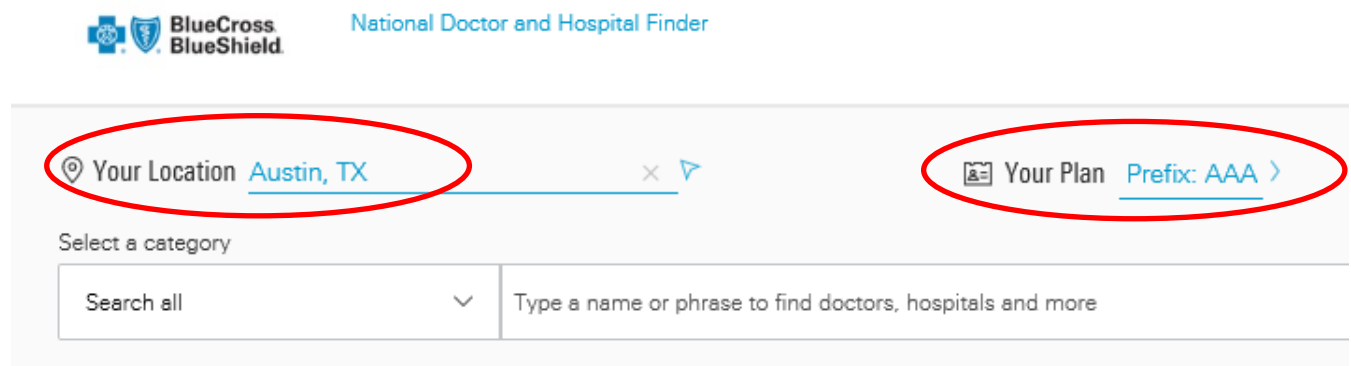 BlueCross
BlueShield.
National Doctor and Hospital Finder
Your Location Austin, TX
Your Plan Prefix: AAA
Select a category
Search all
Type a name or phrase to find doctors, hospitals and more